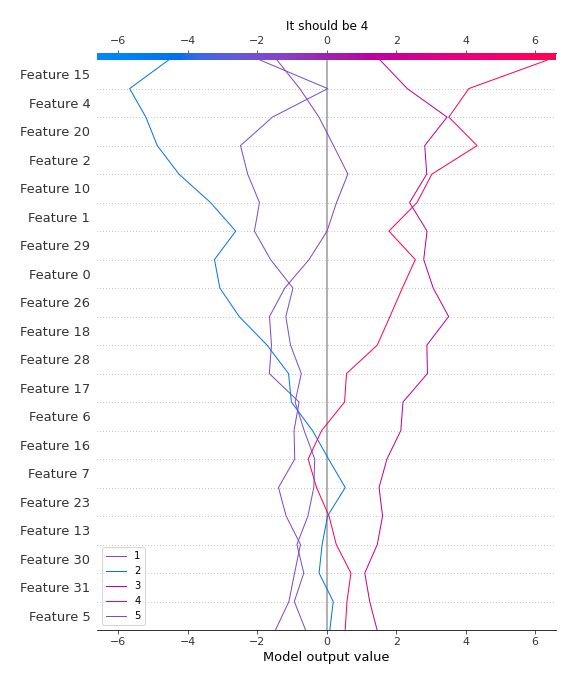 It should be 4
−6 −4 −2 0 2 4 6
Feature 15
Feature 4
Feature 20
Feature 2
Feature 10
Feature 1
Feature 29
Feature 0
Feature 26
Feature 18
Feature 28
Feature 17
Feature 6
Feature 16
Feature 7
Feature 23
Feature 13
Feature 30
Feature 31
Feature 5
1
2
3
4
5
−6 −4 −2 0 2 4 6
Model output value